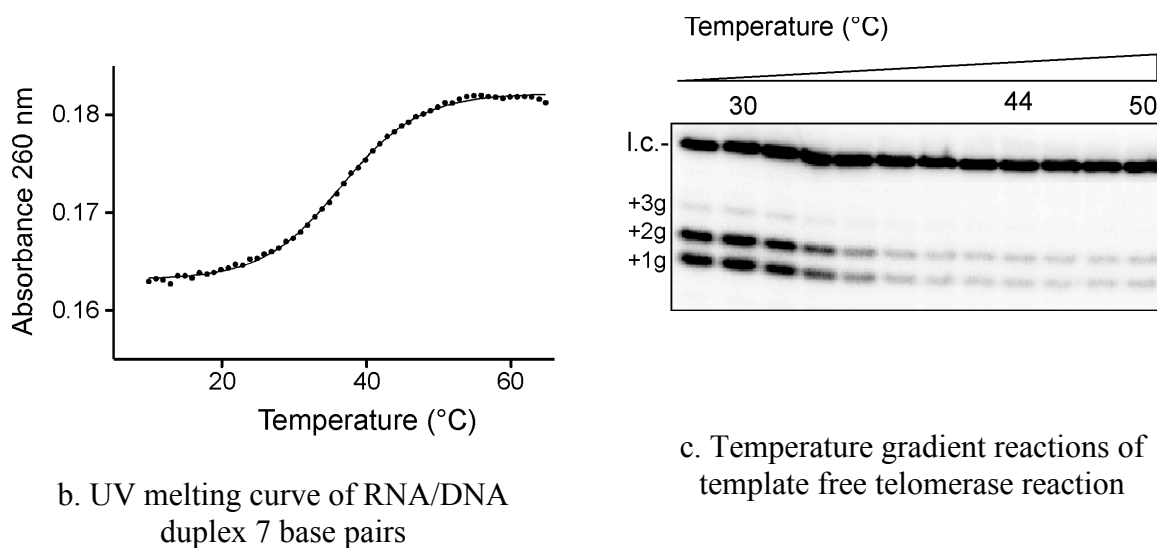 Absorbance 260 nm
0.18
0.17
0.16
20 40 60
Temperature (°C)
b. UV melting curve of RNA/DNA
duplex 7 base pairs
Temperature (°C)
30 44 50
l.c.-
+3g
+2g
+1g
c. Temperature gradient reactions of
template free telomerase reaction